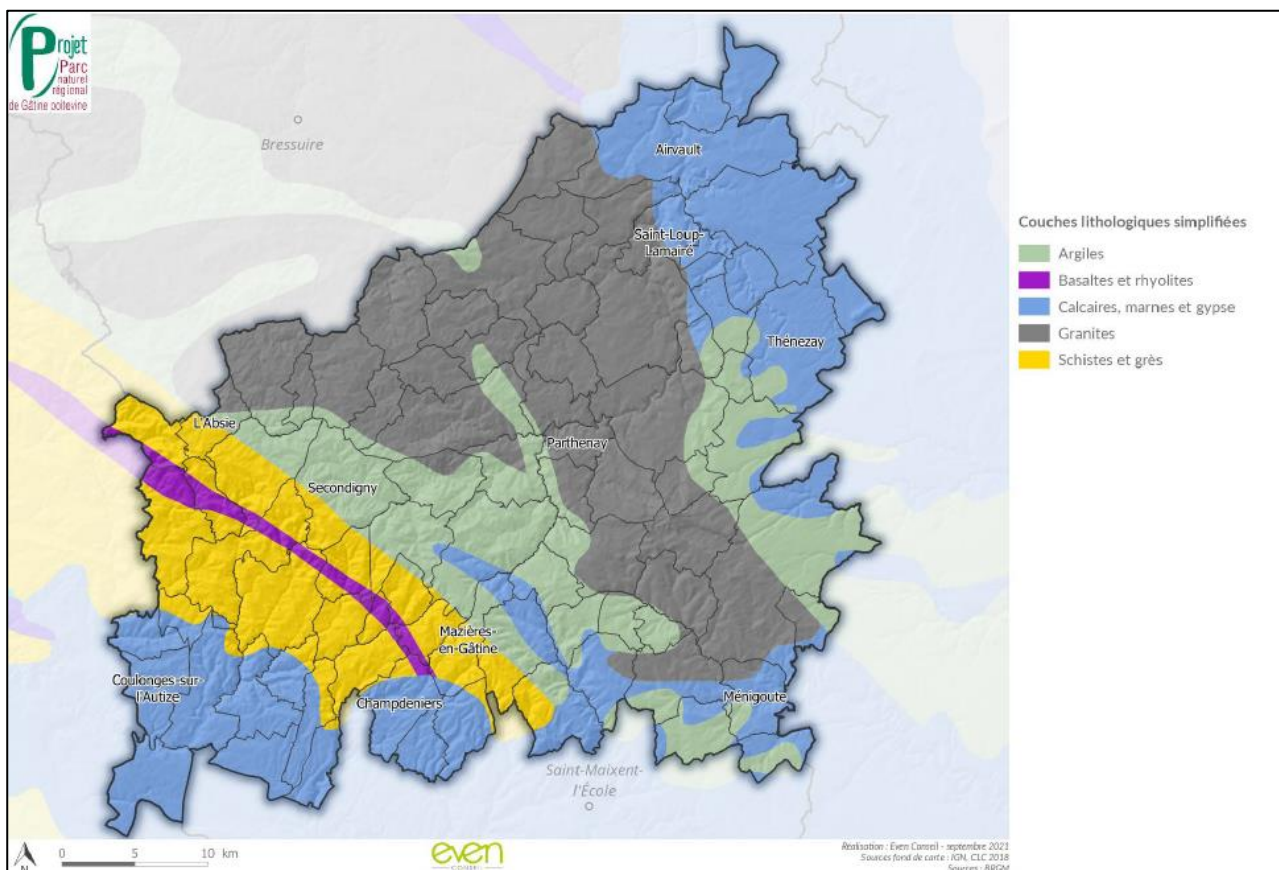 Projet
Parc
naturel
régional
de Gâtine poitevine
Bressuire
Airvault
Saint-Loup-
Lamairé
Thénezay
L'Absie
Parthenay
Secondigny
Mazières-
en-Gâtine
Coulonges-sur-
l'Autize
Champdeniers
Ménigoute
Saint-Maixent-
l'École
Couches lithologiques simplifiées
Argiles
Basaltes et rhyolites
Calcaires, marnes et gypse
Granites
Schistes et grès
N
0 5 10 km
even
CONSEIL
Réalisation : Even Conseil - septembre 2021
Sources fond de carte : IGN, CLC 2018
Sources : BRGM